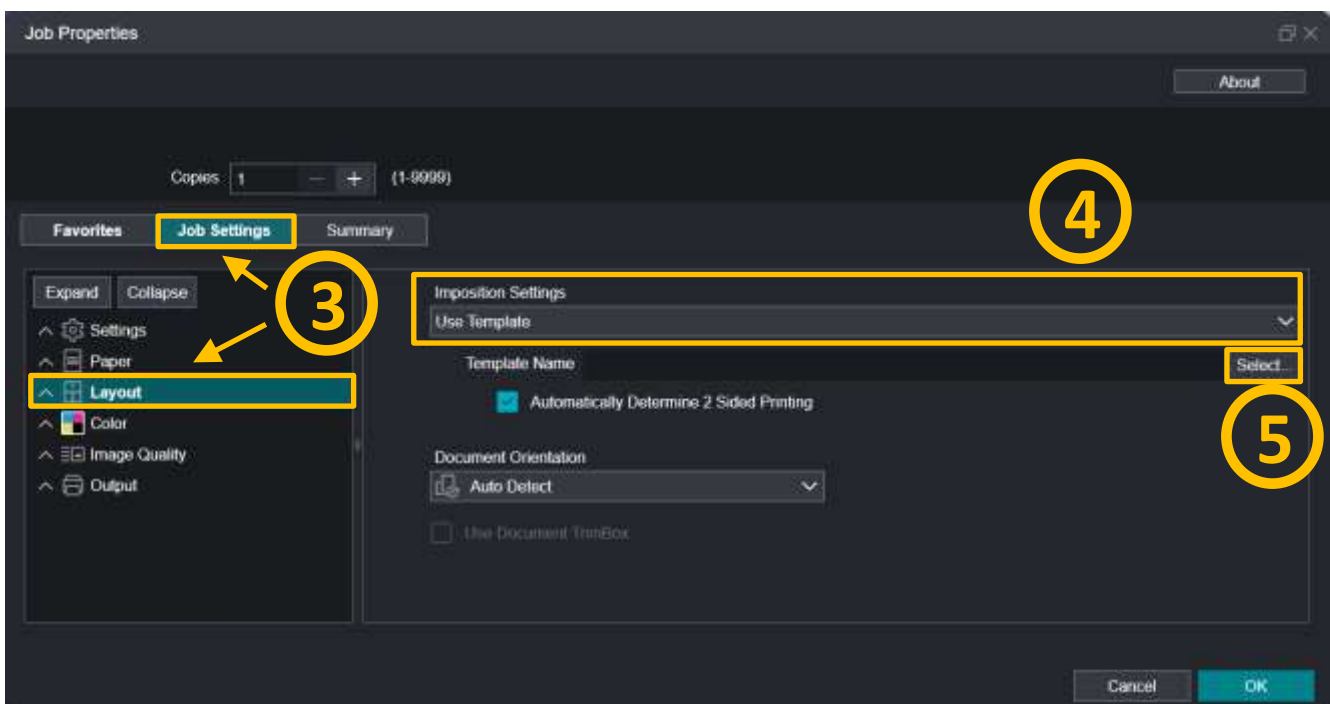 Job Properties
About
Copies 1 − + (1-9999)
4
Favorites Job Settings Summary
3
Expand Collapse
Settings
Paper
Layout
Color
Image Quality
Output
Imposition Settings
Use Template
Template Name Select...
Automatically Determine 2 Sided Printing
5
Document Orientation
Auto Detect
Use Document TrimBox
Cancel OK